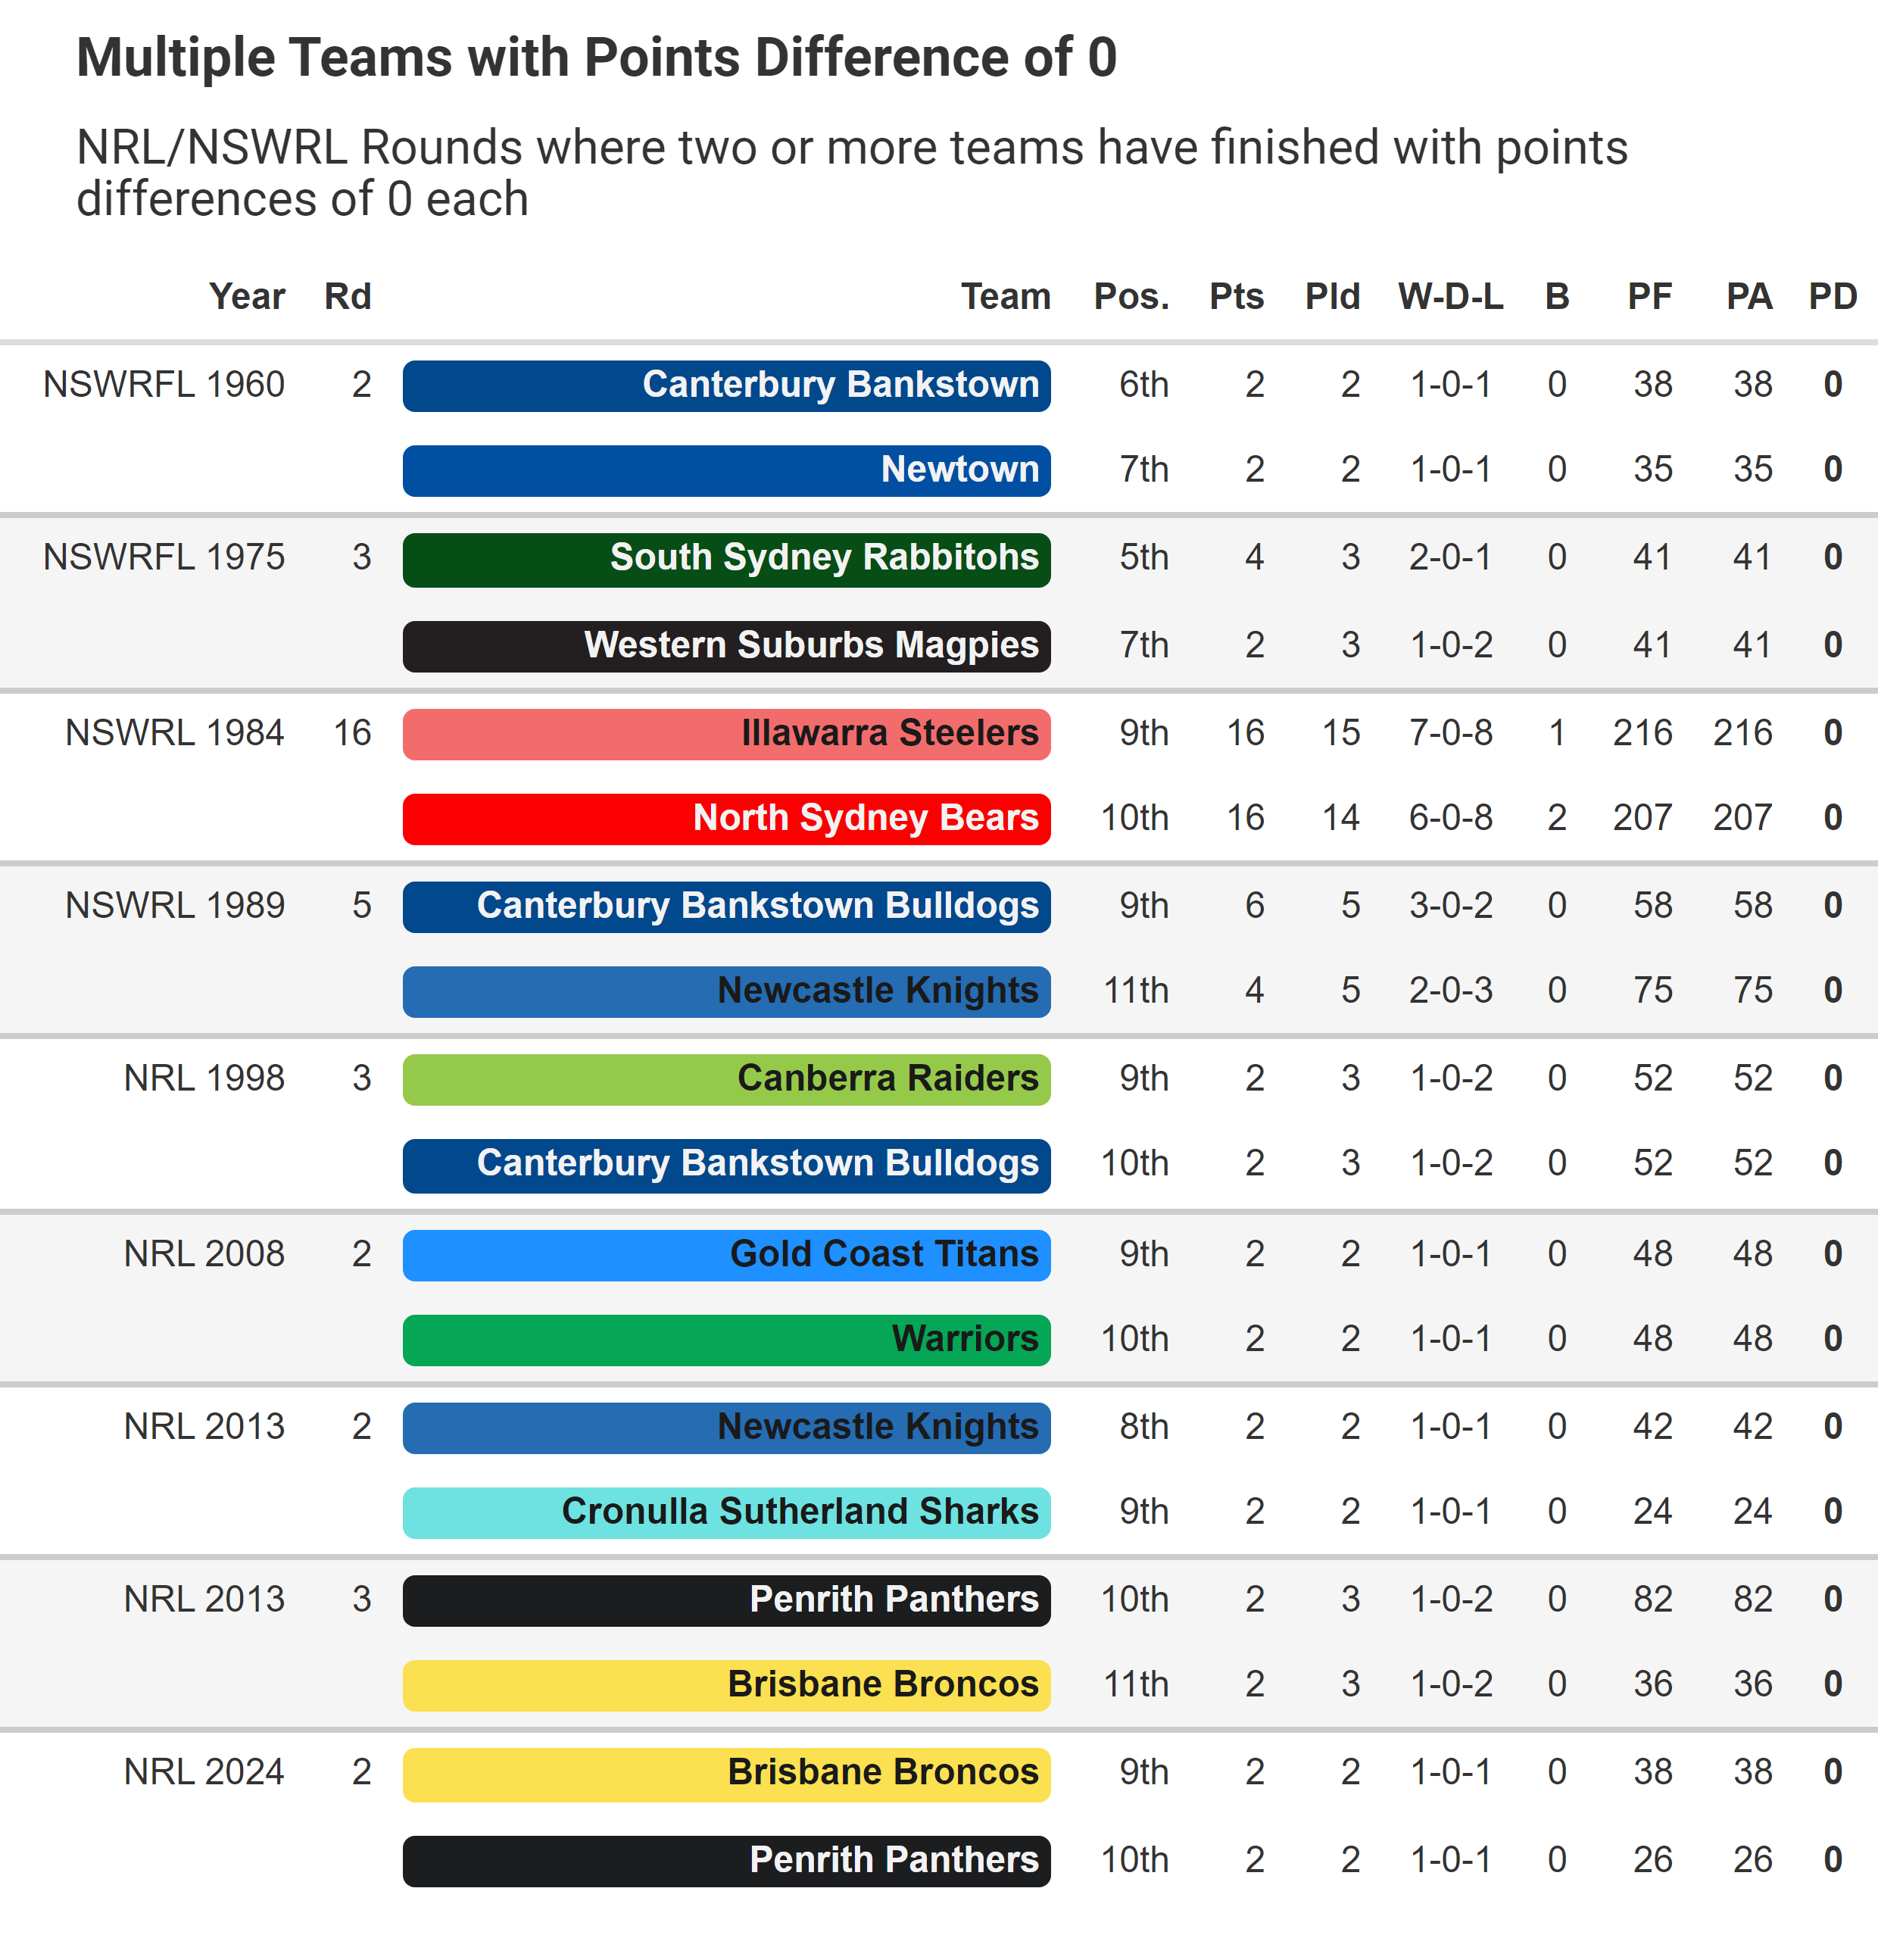 Multiple Teams with Points Difference of 0
NRL/NSWRL Rounds where two or more teams have finished with points
differences of 0 each
Year Rd Team Pos. Pts Pld W-D-L B PF PA PD
NSWRFL 1960 2 Canterbury Bankstown 6th 2 2 1-0-1 0 38 38 0
Newtown 7th 2 2 1-0-1 0 35 35 0
NSWRFL 1975 3 South Sydney Rabbitohs 5th 4 3 2-0-1 0 41 41 0
Western Suburbs Magpies 7th 2 3 1-0-2 0 41 41 0
NSWRL 1984 16 Illawarra Steelers 9th 16 15 7-0-8 1 216 216 0
North Sydney Bears 10th 16 14 6-0-8 2 207 207 0
NSWRL 1989 5 Canterbury Bankstown Bulldogs 9th 6 5 3-0-2 0 58 58 0
Newcastle Knights 11th 4 5 2-0-3 0 75 75 0
NRL 1998 3 Canberra Raiders 9th 2 3 1-0-2 0 52 52 0
Canterbury Bankstown Bulldogs 10th 2 3 1-0-2 0 52 52 0
NRL 2008 2 Gold Coast Titans 9th 2 2 1-0-1 0 48 48 0
Warriors 10th 2 2 1-0-1 0 48 48 0
NRL 2013 2 Newcastle Knights 8th 2 2 1-0-1 0 42 42 0
Cronulla Sutherland Sharks 9th 2 2 1-0-1 0 24 24 0
NRL 2013 3 Penrith Panthers 10th 2 3 1-0-2 0 82 82 0
Brisbane Broncos 11th 2 3 1-0-2 0 36 36 0
NRL 2024 2 Brisbane Broncos 9th 2 2 1-0-1 0 38 38 0
Penrith Panthers 10th 2 2 1-0-1 0 26 26 0